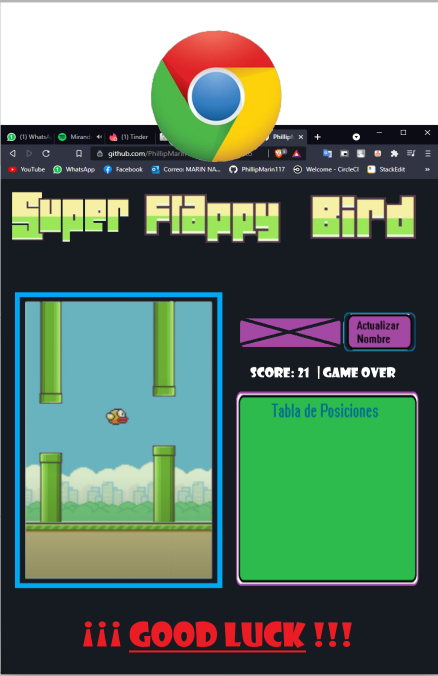 (1) WhatsA
Mirand
(1) Tinder
Phillip
github.com/PhillipMarin
YouTube WhatsApp Facebook Correo: MARIN NA... PhillipMarin117 Welcome - CircleCI StackEdit »
Super Flappy Bird
Actualizar
Nombre
SCORE: 21 | GAME OVER
Tabla de Posiciones
¡¡¡ GOOD LUCK !!!